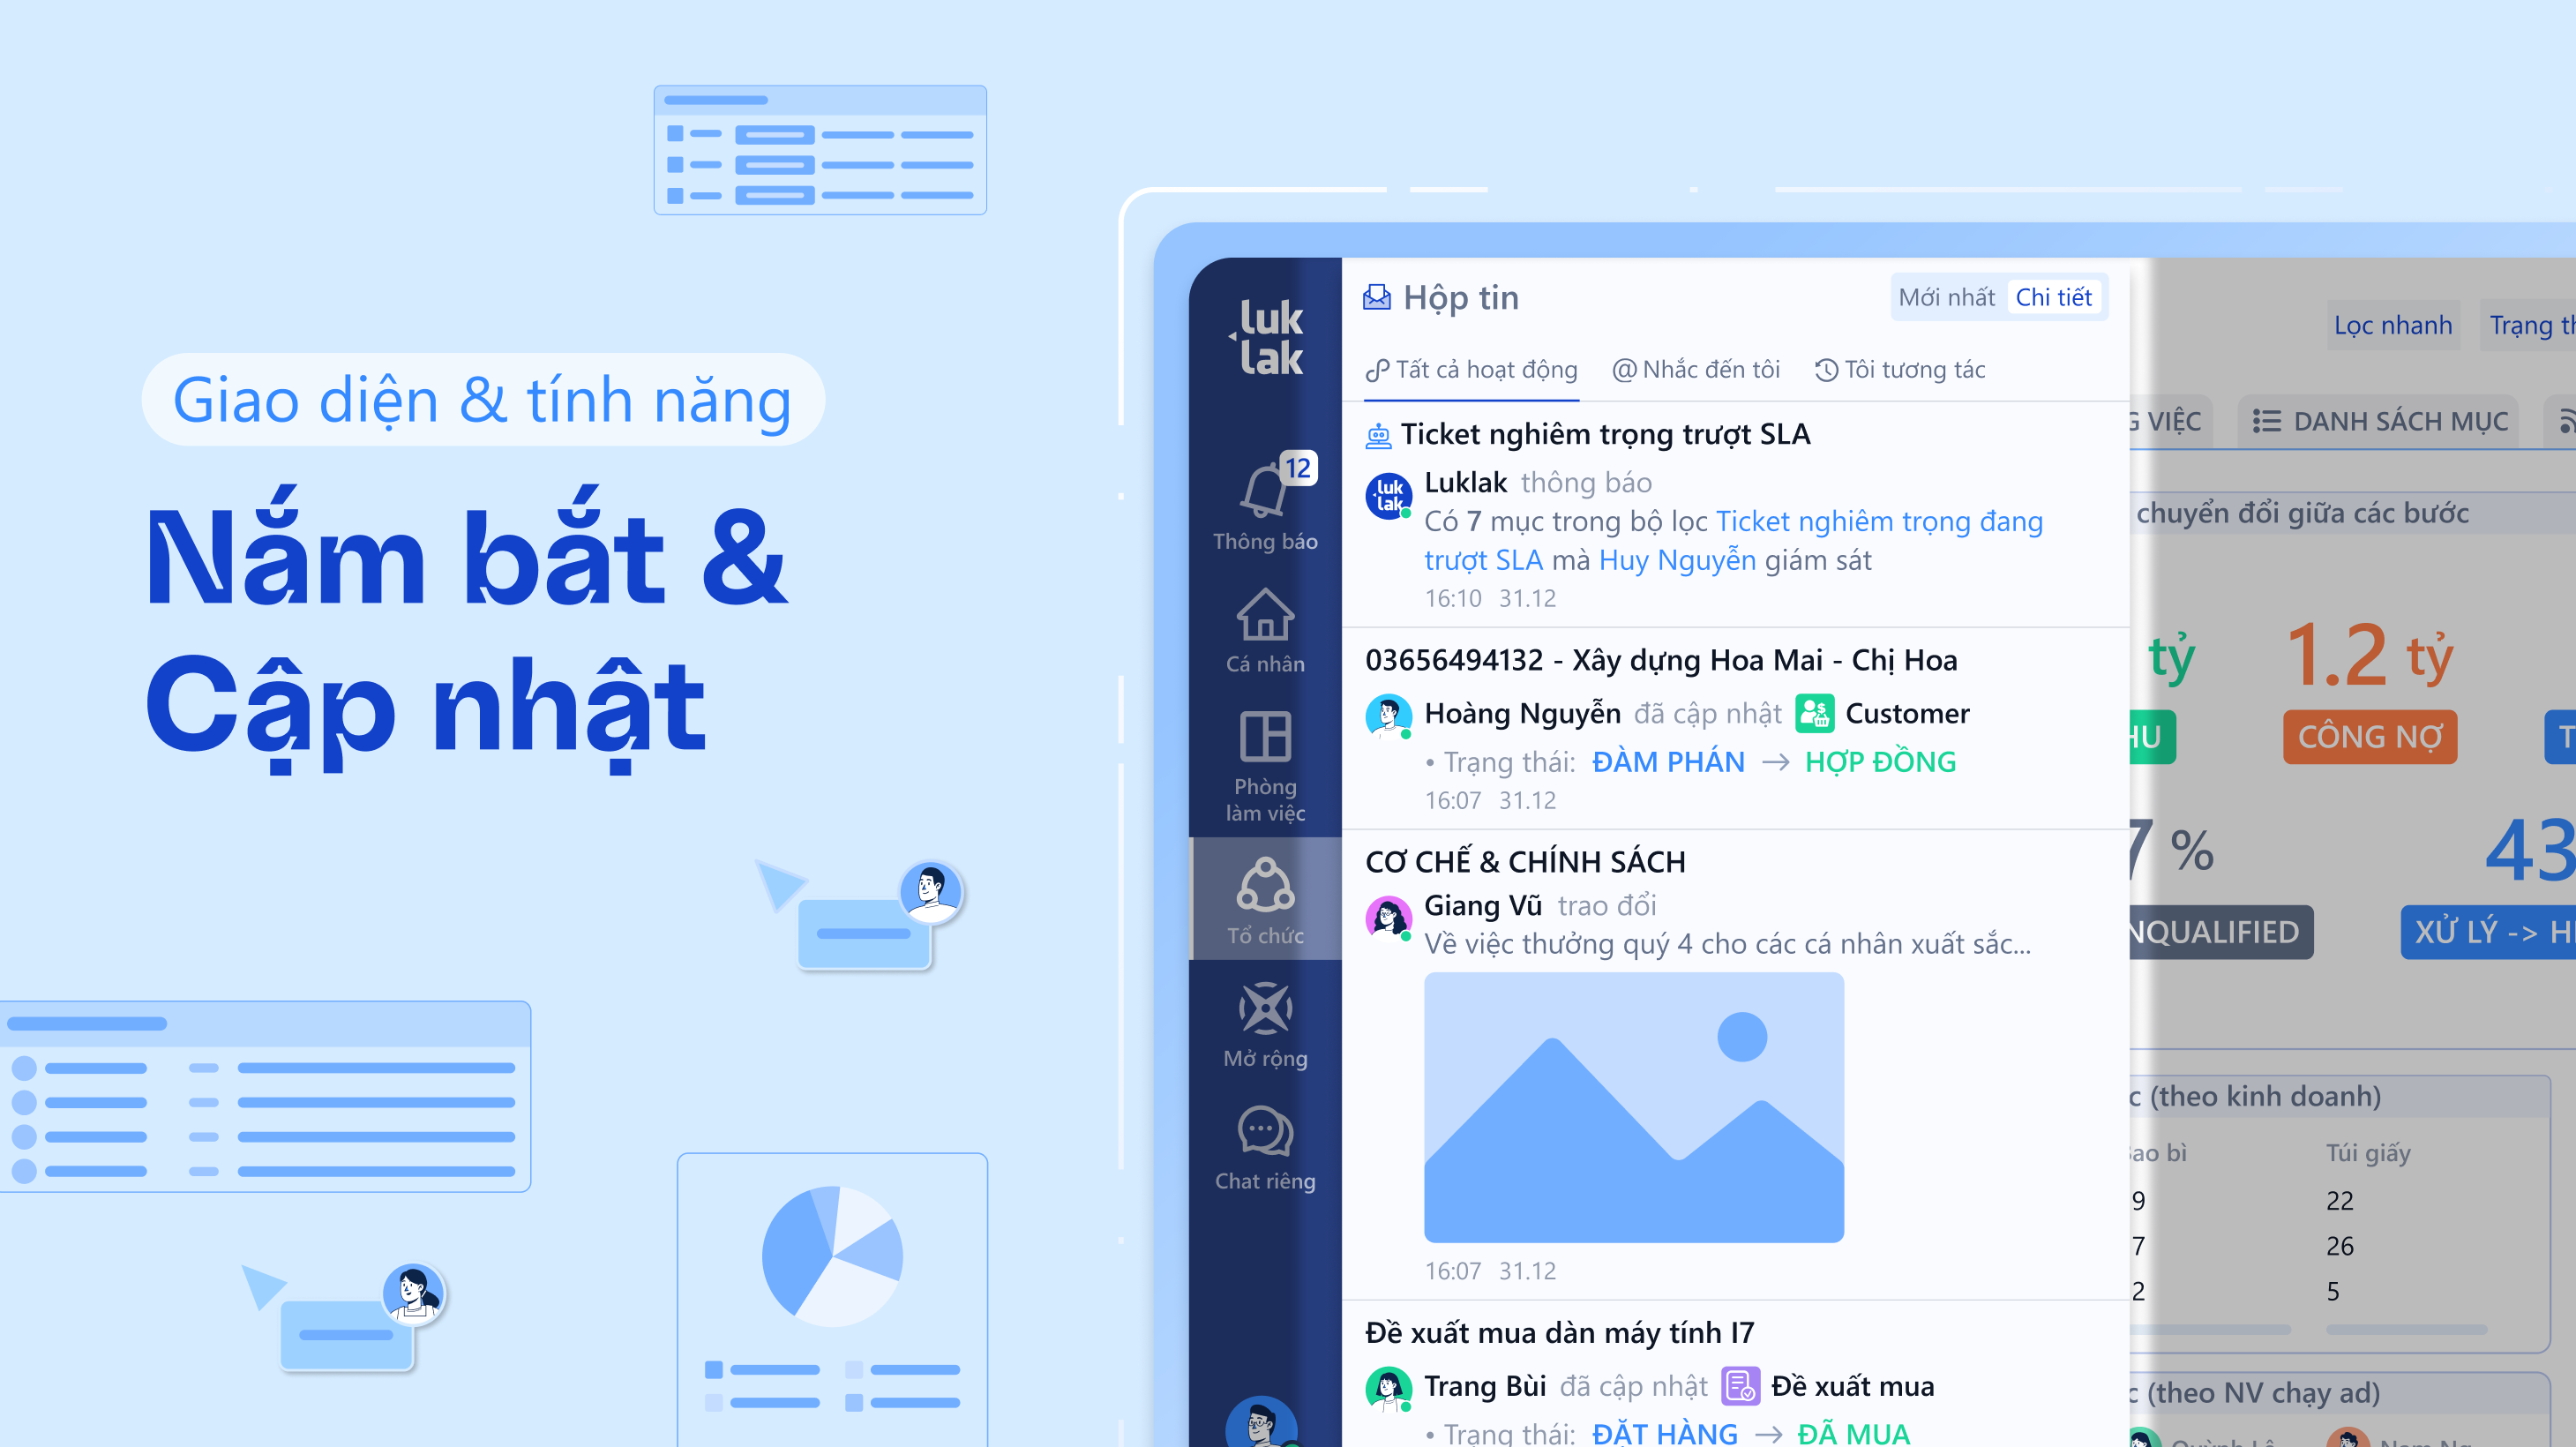 Giao diện & tính năng
Nắm bắt &
Cập nhật
luk
lak
12
Thông báo
Cá nhân
Phòng
làm việc
Tổ chức
Mở rộng
Chat riêng
Hộp tin
Mới nhất Chi tiết
Tất cả hoạt động @ Nhắc đến tôi Tôi tương tác
Ticket nghiêm trọng trượt SLA
luk
lak
Luklak thông báo
Có 7 mục trong bộ lọc Ticket nghiêm trọng đang
trượt SLA mà Huy Nguyễn giám sát
16:10 31.12
03656494132 - Xây dựng Hoa Mai - Chị Hoa
Hoàng Nguyễn đã cập nhật Customer
• Trạng thái: ĐÀM PHÁN → HỢP ĐỒNG
16:07 31.12
CƠ CHẾ & CHÍNH SÁCH
Giang Vũ trao đổi
Về việc thưởng quý 4 cho các cá nhân xuất sắc...
16:07 31.12
Đề xuất mua dàn máy tính I7
Trang Bùi đã cập nhật Đề xuất mua
• Trạng thái: ĐẶT HÀNG → ĐÃ MUA
Lọc nhanh Trạng
VIỆC DANH SÁCH MỤC
chuyển đổi giữa các bước
tỷ 1.2 tỷ
CÔNG NỢ
7 % 43
NQUALIFIED XỬ LÝ ->
(theo kinh doanh)
bì Túi giấy
9 22
7 26
2 5
(theo NV chạy ad)